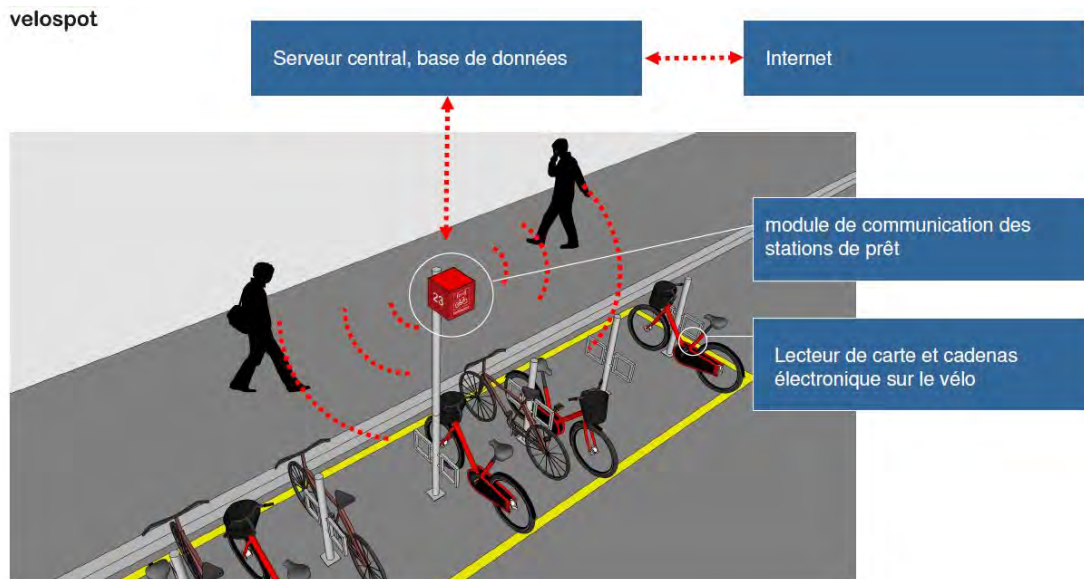 velospot
Serveur central, base de données
Internet
module de communication des
stations de prêt
23
Lecteur de carte et cadenas
électronique sur le vélo